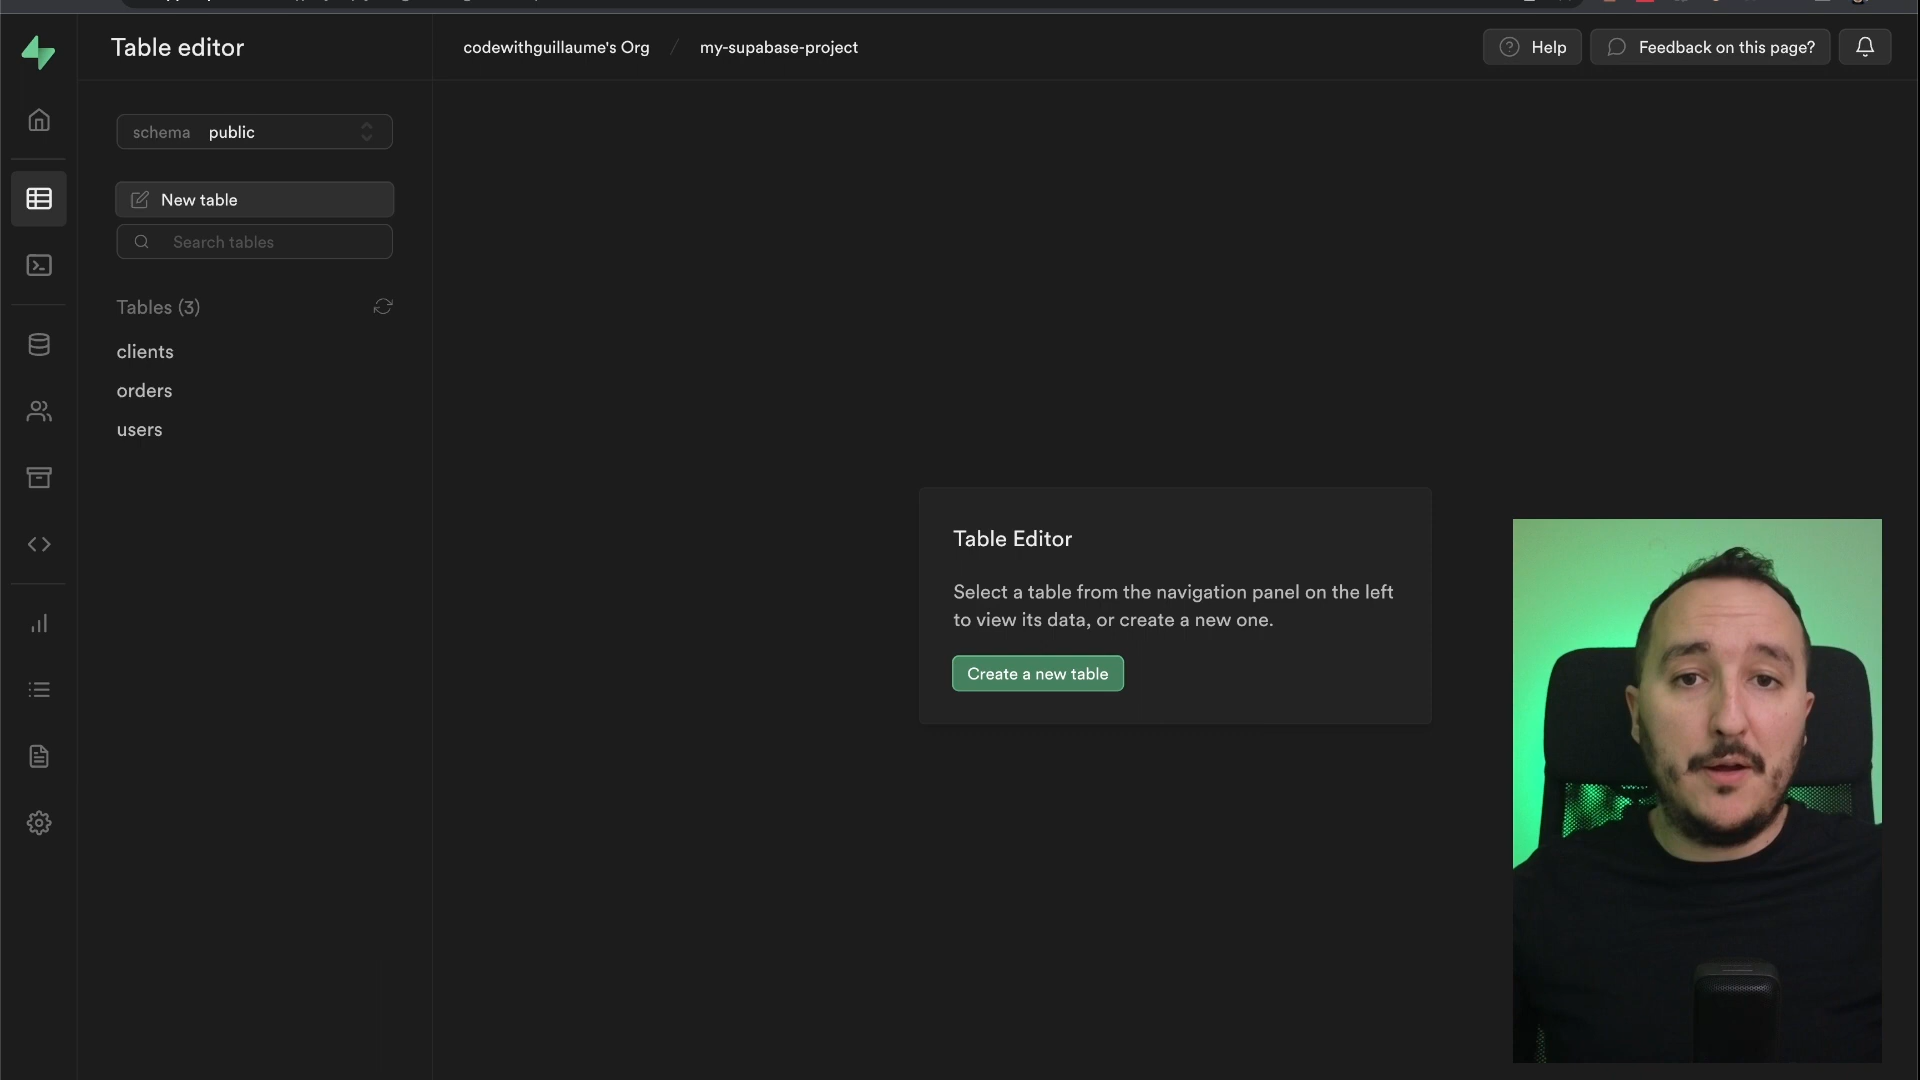 Table editor
codewithguillaume's Org / my-supabase-project
Help
Feedback on this page?
schema public
New table
Search tables
Tables (3)
clients
orders
users
Table Editor
Select a table from the navigation panel on the left
to view its data, or create a new one.
Create a new table